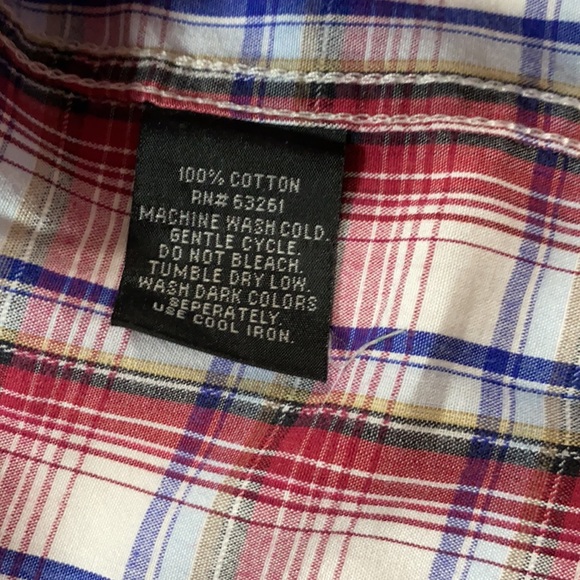 100% COTTON
RN# 63261
MACHINE WASH COLD.
GENTLE CYCLE.
DO NOT BLEACH.
TUMBLE DRY LOW.
WASH DARK COLORS
SEPERATELY.
USE COOL IRON.